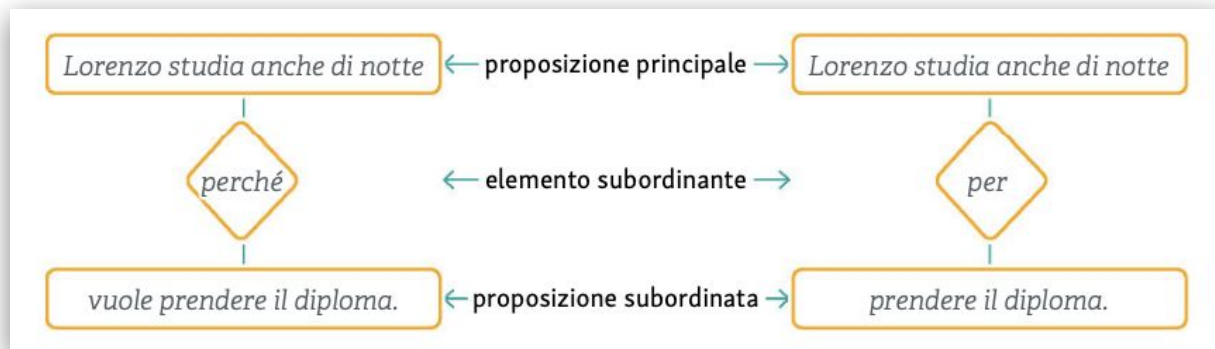 Lorenzo studia anche di notte
proposizione principale
Lorenzo studia anche di notte
perché
elemento subordinante
per
vuole prendere il diploma.
proposizione subordinata
prendere il diploma.